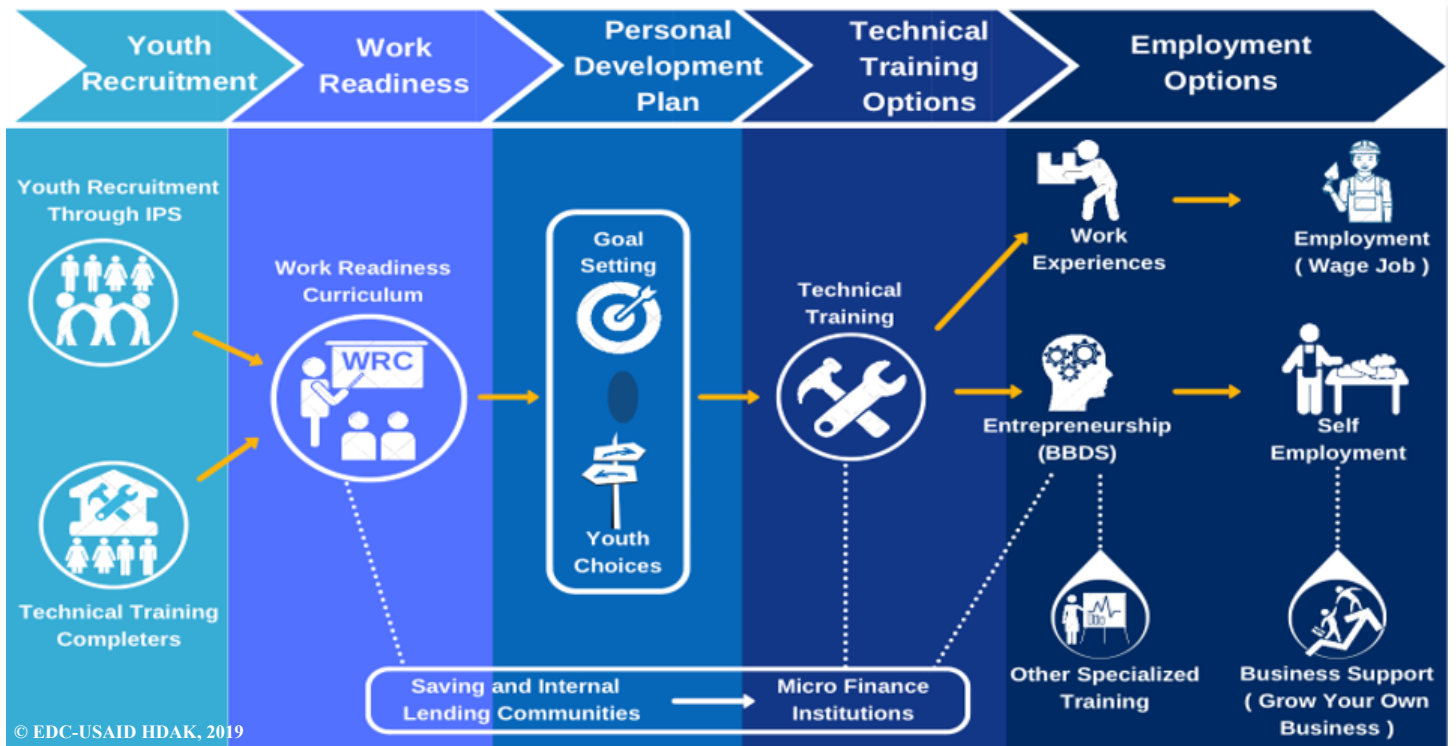 Youth
Recruitment
Work
Readiness
Personal
Development
Plan
Technical
Training
Options
Employment
Options
Youth Recruitment
Through IPS
Technical Training
Completers
Work Readiness
Curriculum
WRC
Goal
Setting
Youth
Choices
Technical
Training
Work
Experiences
Employment
( Wage Job )
Entrepreneurship
(BBDS)
Self
Employment
Other Specialized
Training
Business Support
( Grow Your Own
Business )
Saving and Internal
Lending Communities
Micro Finance
Institutions
© EDC-USAID HDAK, 2019